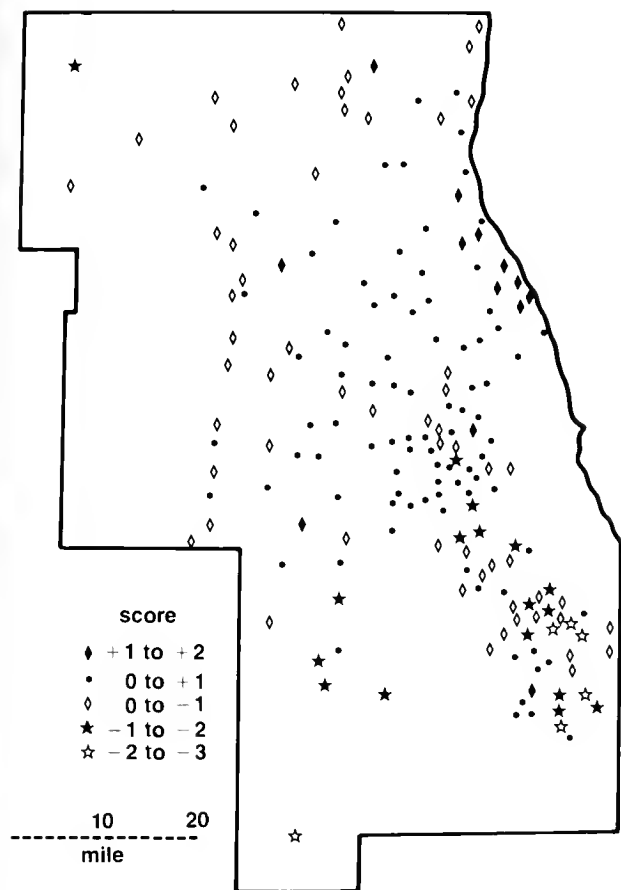 score
+1 to +2
0 to +1
0 to −1
−1 to −2
−2 to −3
10 20
mile